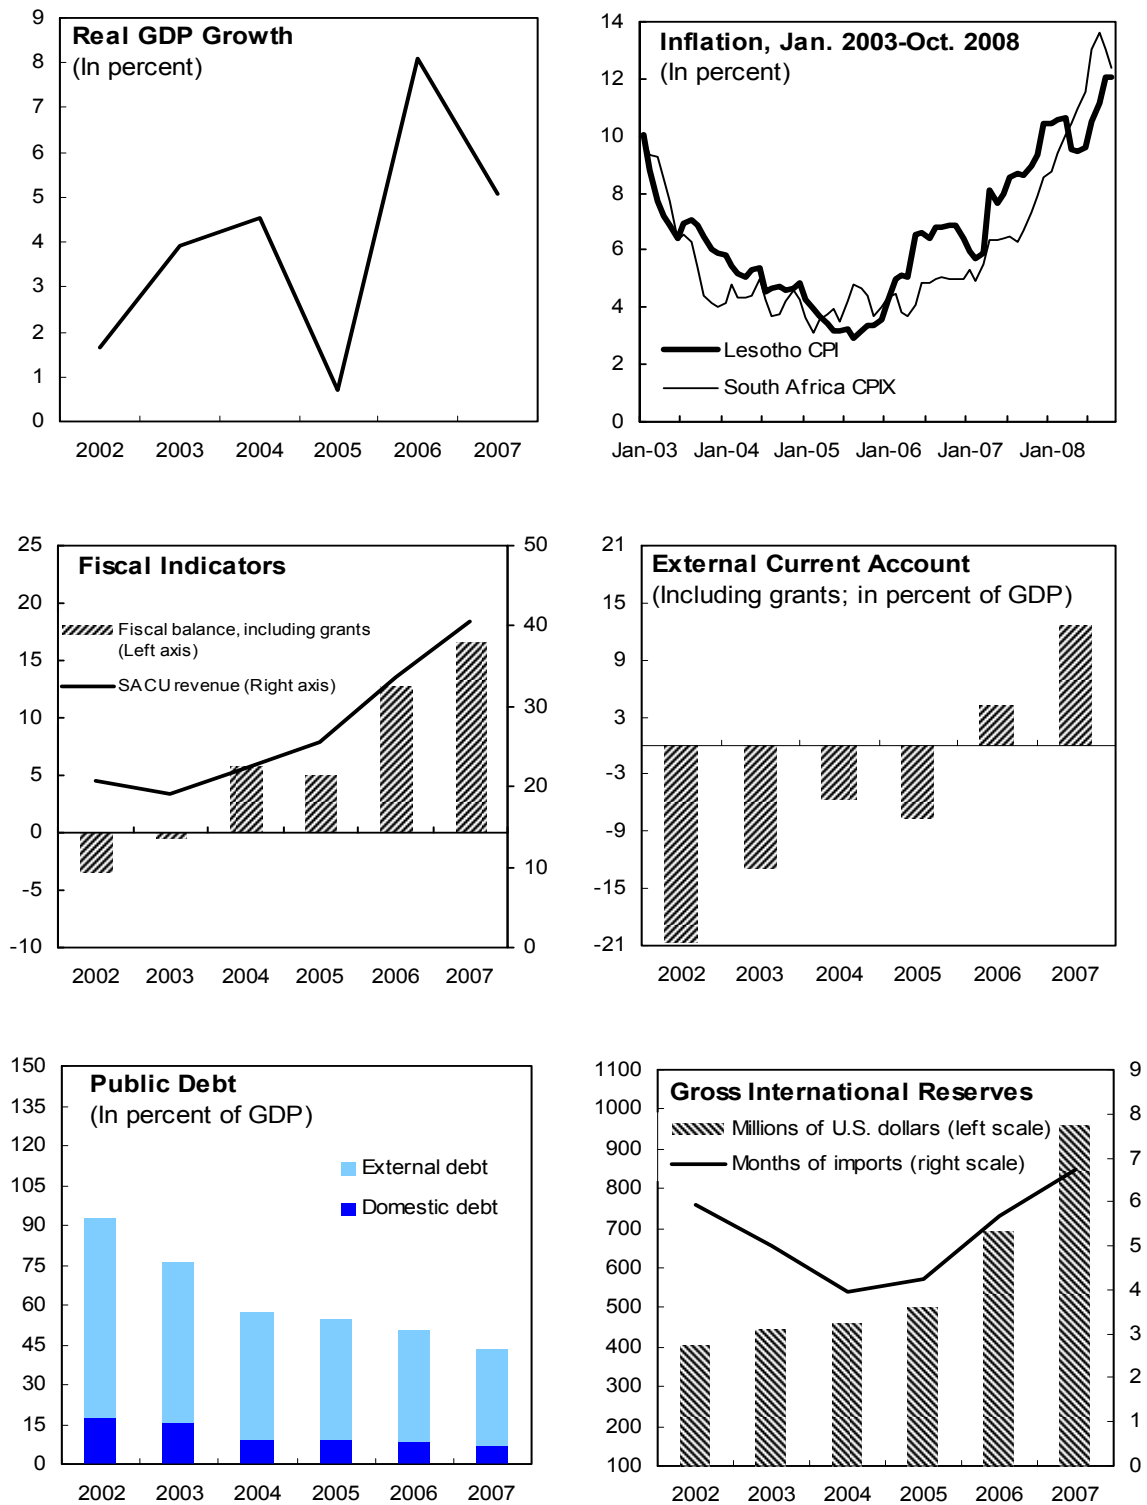 Real GDP Growth
(In percent)
9
8
7
6
5
4
3
2
1
0
2002 2003 2004 2005 2006 2007
Inflation, Jan. 2003-Oct. 2008
(In percent)
14
12
10
8
6
4
2
0
Lesotho CPI
South Africa CPIX
Jan-03 Jan-04 Jan-05 Jan-06 Jan-07 Jan-08
Fiscal Indicators
25
20
15
10
5
0
-5
-10
Fiscal balance, including grants
(Left axis)
SACU revenue (Right axis)
50
40
30
20
10
0
2002 2003 2004 2005 2006 2007
External Current Account
(Including grants; in percent of GDP)
21
15
9
3
-3
-9
-15
-21
2002 2003 2004 2005 2006 2007
Public Debt
(In percent of GDP)
150
135
120
105
90
75
60
45
30
15
0
External debt
Domestic debt
2002 2003 2004 2005 2006 2007
Gross International Reserves
1100
1000
900
800
700
600
500
400
300
200
100
Millions of U.S. dollars (left scale)
Months of imports (right scale)
9
8
7
6
5
4
3
2
1
0
2002 2003 2004 2005 2006 2007